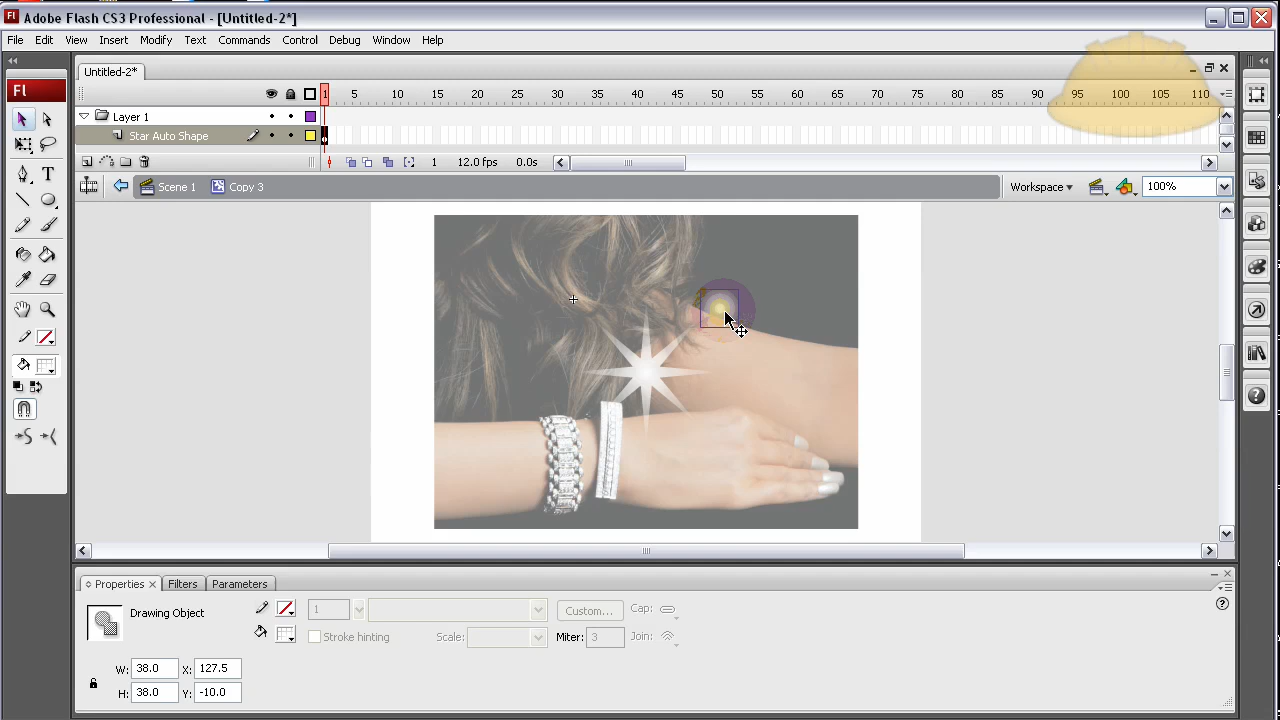 Fl Adobe Flash CS3 Professional - [Untitled-2*]
File Edit View Insert Modify Text Commands Control Debug Window Help
Untitled-2*
Fl
1 5 10 15 20 25 30 35 40 45 50 55 60 65 70 75 80 85 90 95 100 105 110
Layer 1
Star Auto Shape
1 12.0 fps 0.0s
Scene 1 Copy 3 Workspace 100%
Properties Filters Parameters
Drawing Object 1 Custom... Cap:
Stroke hinting Scale: Miter: 3 Join:
W: 38.0 X: 127.5
H: 38.0 Y: -10.0